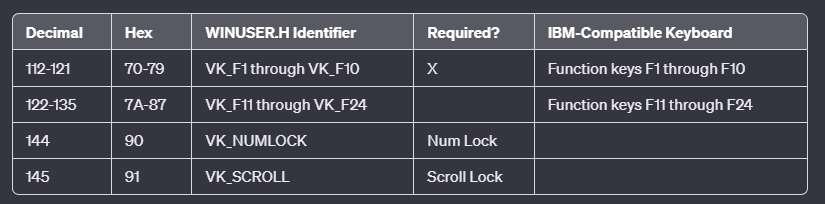 Decimal Hex WINUSER.H Identifier Required? IBM-Compatible Keyboard
112-121 70-79 VK_F1 through VK_F10 X Function keys F1 through F10
122-135 7A-87 VK_F11 through VK_F24 Function keys F11 through F24
144 90 VK_NUMLOCK Num Lock
145 91 VK_SCROLL Scroll Lock